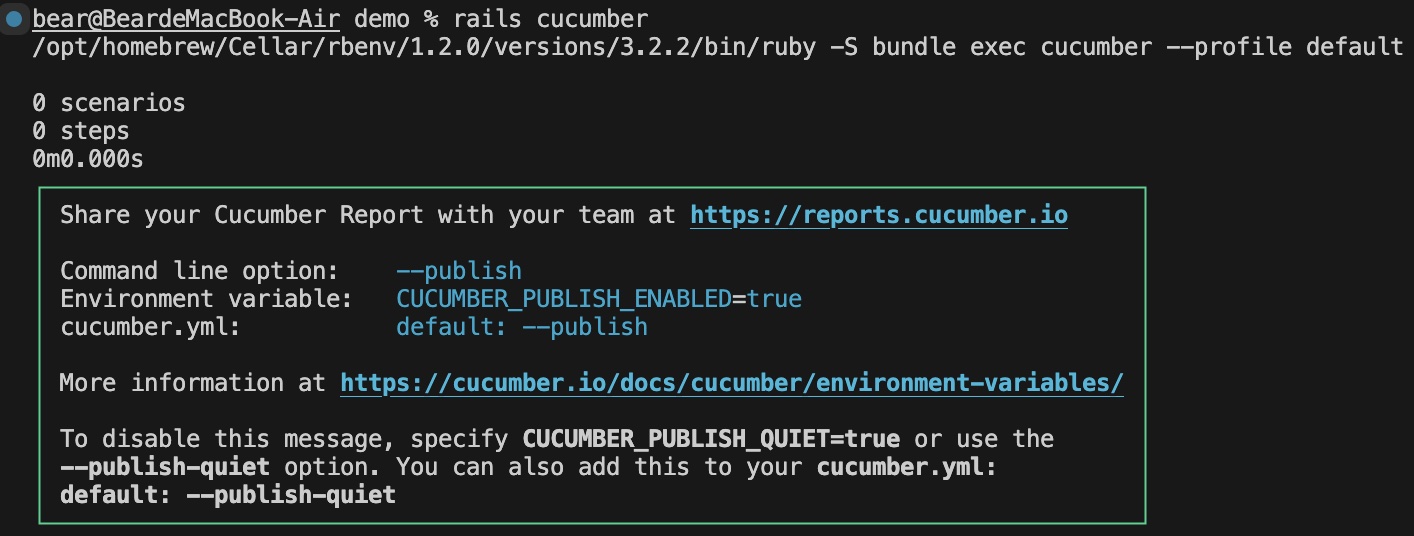 bear@BeardeMacBook-Air demo % rails cucumber
/opt/homebrew/Cellar/rbenv/1.2.0/versions/3.2.2/bin/ruby -S bundle exec cucumber --profile default
0 scenarios
0 steps
0m0.000s
Share your Cucumber Report with your team at https://reports.cucumber.io
Command line option: --publish
Environment variable: CUCUMBER_PUBLISH_ENABLED=true
cucumber.yml: default: --publish
More information at https://cucumber.io/docs/cucumber/environment-variables/
To disable this message, specify CUCUMBER_PUBLISH_QUIET=true or use the
--publish-quiet option. You can also add this to your cucumber.yml:
default: --publish-quiet